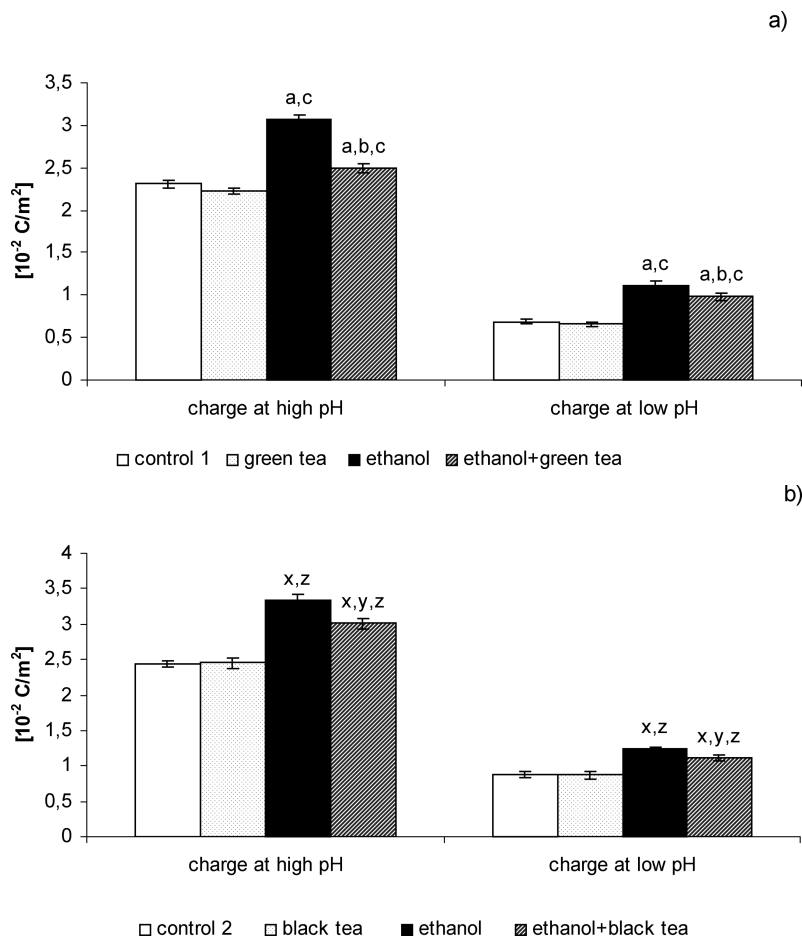 a)
3,5
3
2,5
2
1,5
1
0,5
0
[10⁻² C/m²]
a,c
a,b,c
a,c
a,b,c
charge at high pH charge at low pH
control 1 green tea ethanol ethanol+green tea
b)
4
3,5
3
2,5
2
1,5
1
0,5
0
[10⁻² C/m²]
x,z
x,y,z
x,z
x,y,z
charge at high pH charge at low pH
control 2 black tea ethanol ethanol+black tea